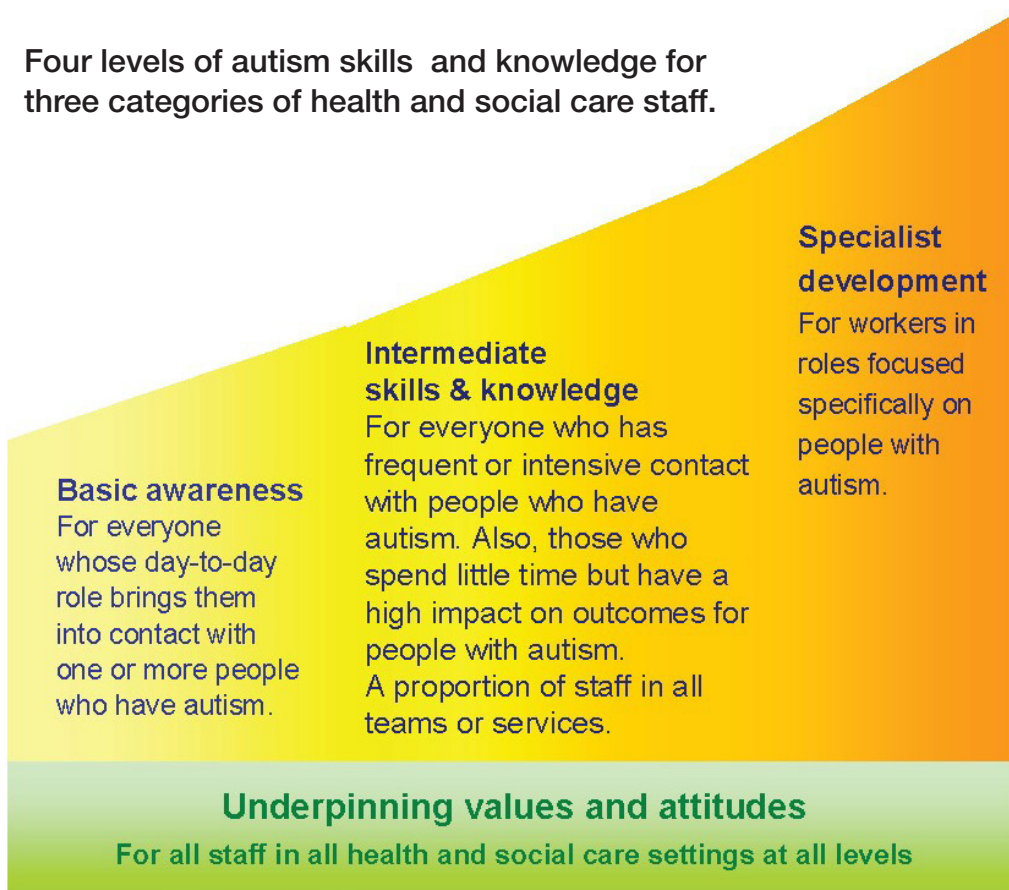 Four levels of autism skills and knowledge for
three categories of health and social care staff.
Basic awareness
For everyone
whose day-to-day
role brings them
into contact with
one or more people
who have autism.
Intermediate
skills & knowledge
For everyone who has
frequent or intensive contact
with people who have
autism. Also, those who
spend little time but have a
high impact on outcomes for
people with autism.
A proportion of staff in all
teams or services.
Specialist
development
For workers in
roles focused
specifically on
people with
autism.
Underpinning values and attitudes
For all staff in all health and social care settings at all levels